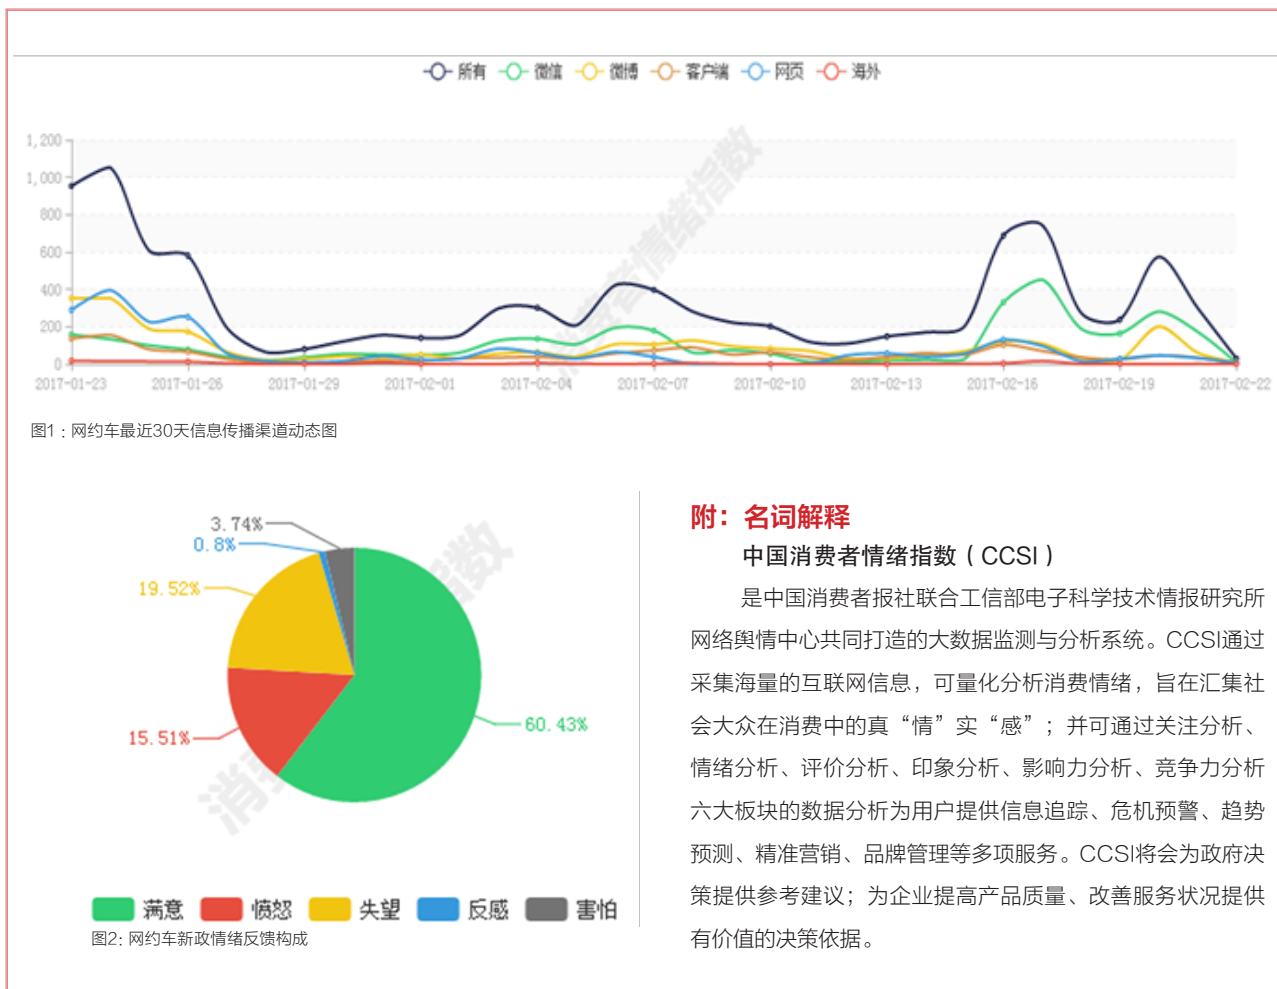 所有 微信 微博 客户端 网页 海外
1,200
1,000
800
600
400
200
0
2017-01-23 2017-01-26 2017-01-29 2017-02-01 2017-02-04 2017-02-07 2017-02-10 2017-02-13 2017-02-16 2017-02-19 2017-02-22
消费者情绪指数
图1：网约车最近30天信息传播渠道动态图
3.74%
0.8%
19.52%
15.51%
60.43%
满意 愤怒 失望 反感 害怕
图2：网约车新政情绪反馈构成
附：名词解释
中国消费者情绪指数（CCSI）
是中国消费者报社联合工信部电子科学技术情报研究所
网络舆情中心共同打造的大数据监测与分析系统。CCSI通过
采集海量的互联网信息，可量化分析消费情绪，旨在汇集社
会大众在消费中的真“情”实“感”；并可通过关注分析、
情绪分析、评价分析、印象分析、影响力分析、竞争力分析
六大板块的数据分析为用户提供信息追踪、危机预警、趋势
预测、精准营销、品牌管理等多项服务。CCSI将会为政府决
策提供参考建议；为企业提高产品质量、改善服务状况提供
有价值的决策依据。